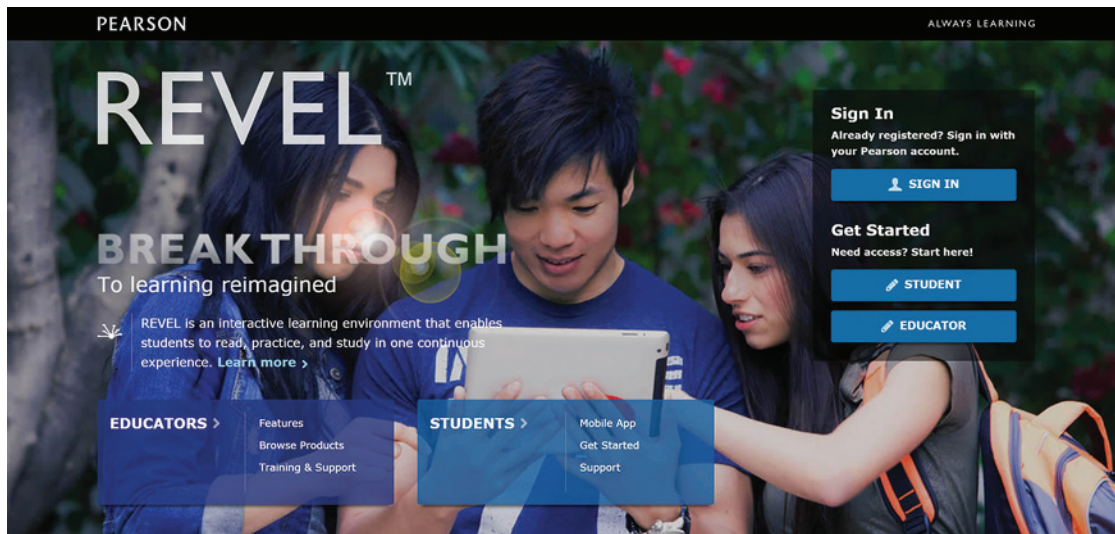 PEARSON
ALWAYS LEARNING
REVEL™
BREAKTHROUGH
To learning reimagined
REVEL is an interactive learning environment that enables
students to read, practice, and study in one continuous
experience. Learn more >
EDUCATORS >
Features
Browse Products
Training & Support
STUDENTS >
Mobile App
Get Started
Support
Sign In
Already registered? Sign in with
your Pearson account.
SIGN IN
Get Started
Need access? Start here!
STUDENT
EDUCATOR